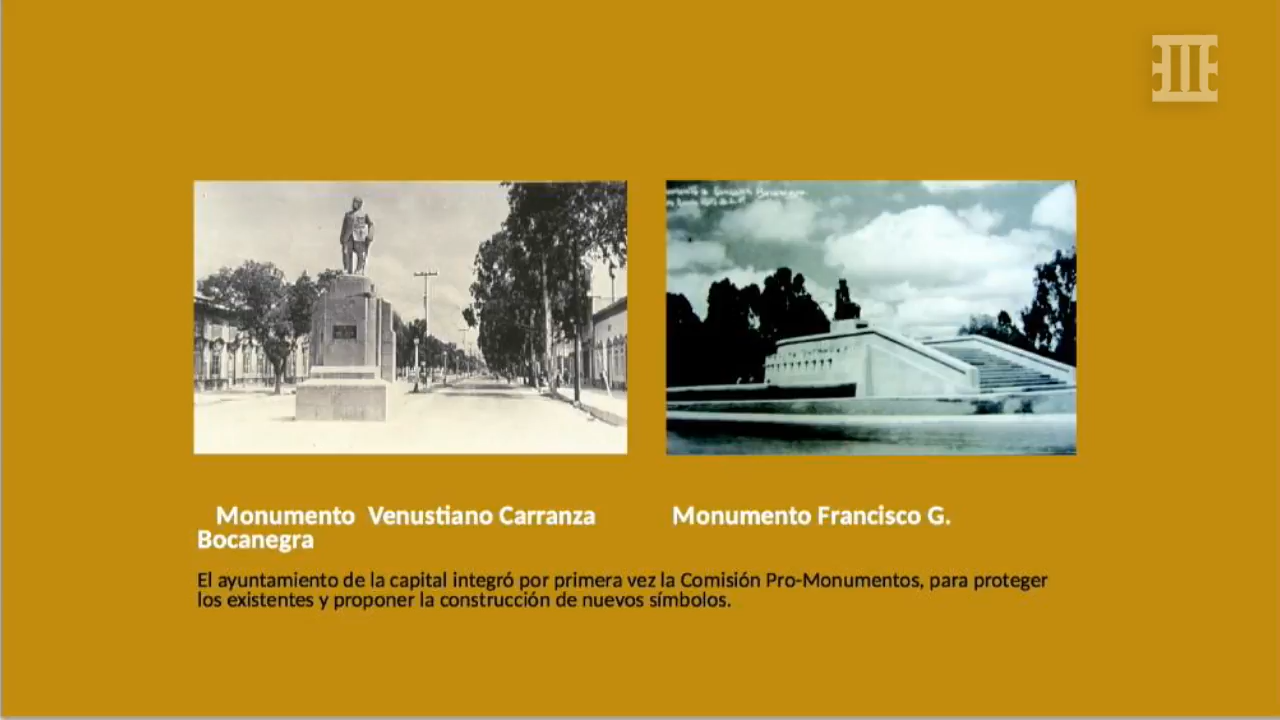 Bocanegra
Monumento  Venustiano Carranza          Monumento Francisco G.
Bocanegra
El ayuntamiento de la capital integró por primera vez la Comisión Pro-Monumentos, para proteger
los existentes y proponer la construcción de nuevos símbolos.